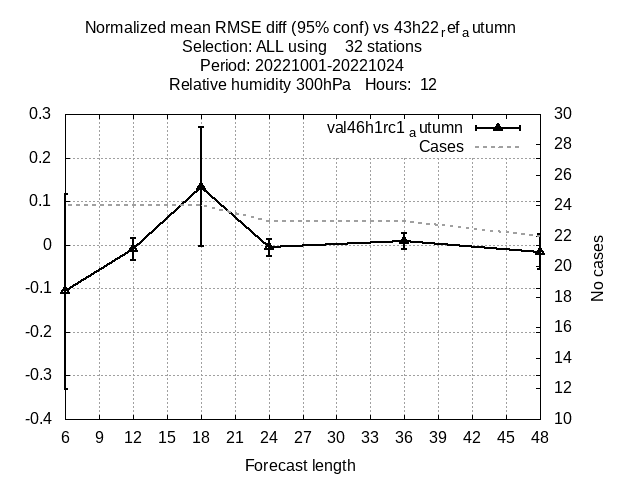 Normalized mean RMSE diff (95% conf) vs 43h22refautumn
Selection: ALL using 32 stations
Period: 20221001-20221024
Relative humidity 300hPa Hours: 12
val46h1rc1autumn
Cases
0.3
0.2
0.1
0
-0.1
-0.2
-0.3
-0.4
30
28
26
24
22
20
18
16
14
12
10
No cases
6 9 12 15 18 21 24 27 30 33 36 39 42 45 48
Forecast length